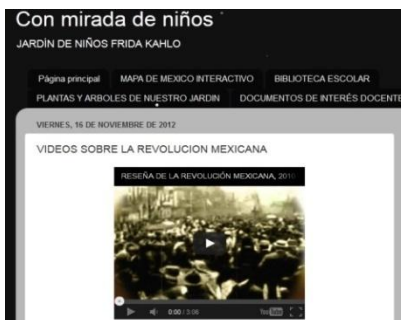 Con mirada de niños
JARDÍN DE NIÑOS FRIDA KAHLO
Página principal MAPA DE MEXICO INTERACTIVO BIBLIOTECA ESCOLAR
PLANTAS Y ARBOLES DE NUESTRO JARDIN DOCUMENTOS DE INTERÉS DOCENTE
VIERNES, 16 DE NOVIEMBRE DE 2012
VIDEOS SOBRE LA REVOLUCION MEXICANA
RESEÑA DE LA REVOLUCIÓN MEXICANA, 2010
0:00 / 3:06 YouTube